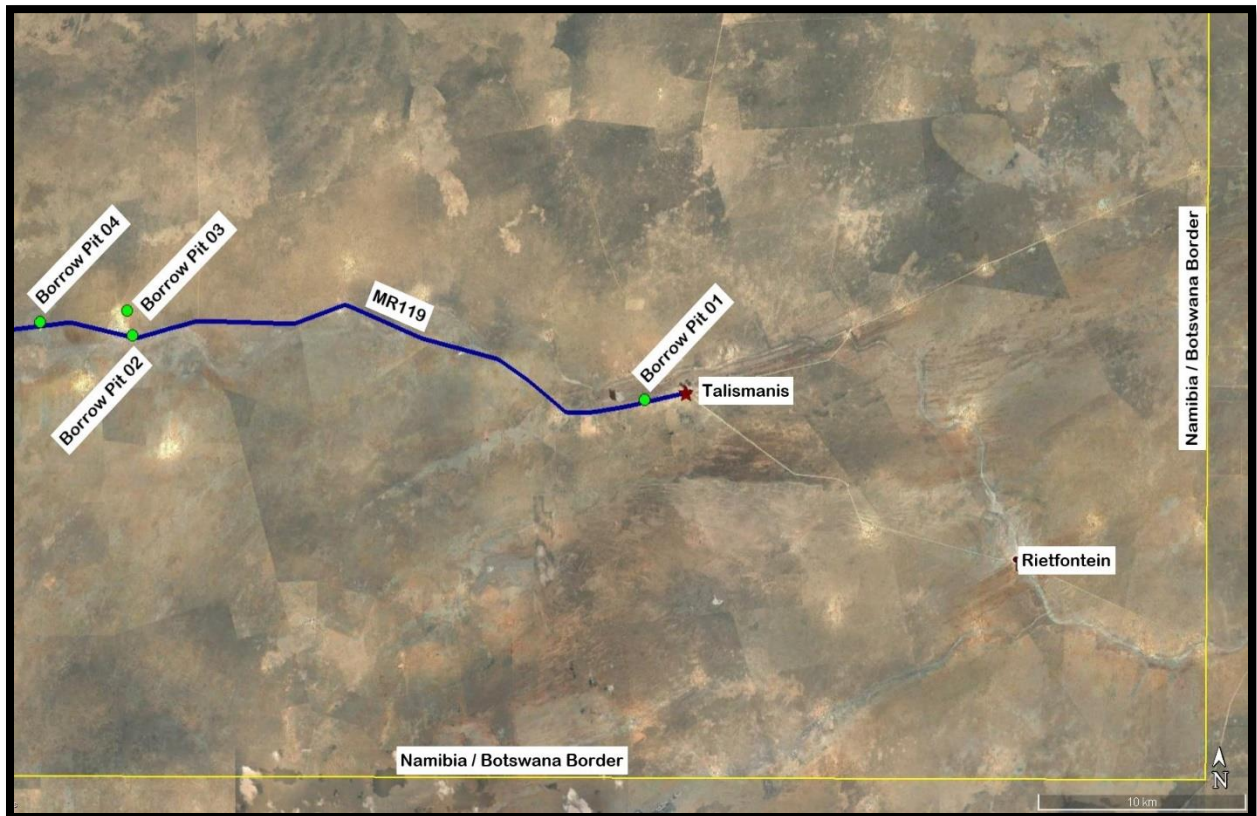 Borrow Pit 04
Borrow Pit 03
MR119
Borrow Pit 02
Borrow Pit 01
Talismanis
Namibia / Botswana Border
Rietfontein
Namibia / Botswana Border
N
10 km